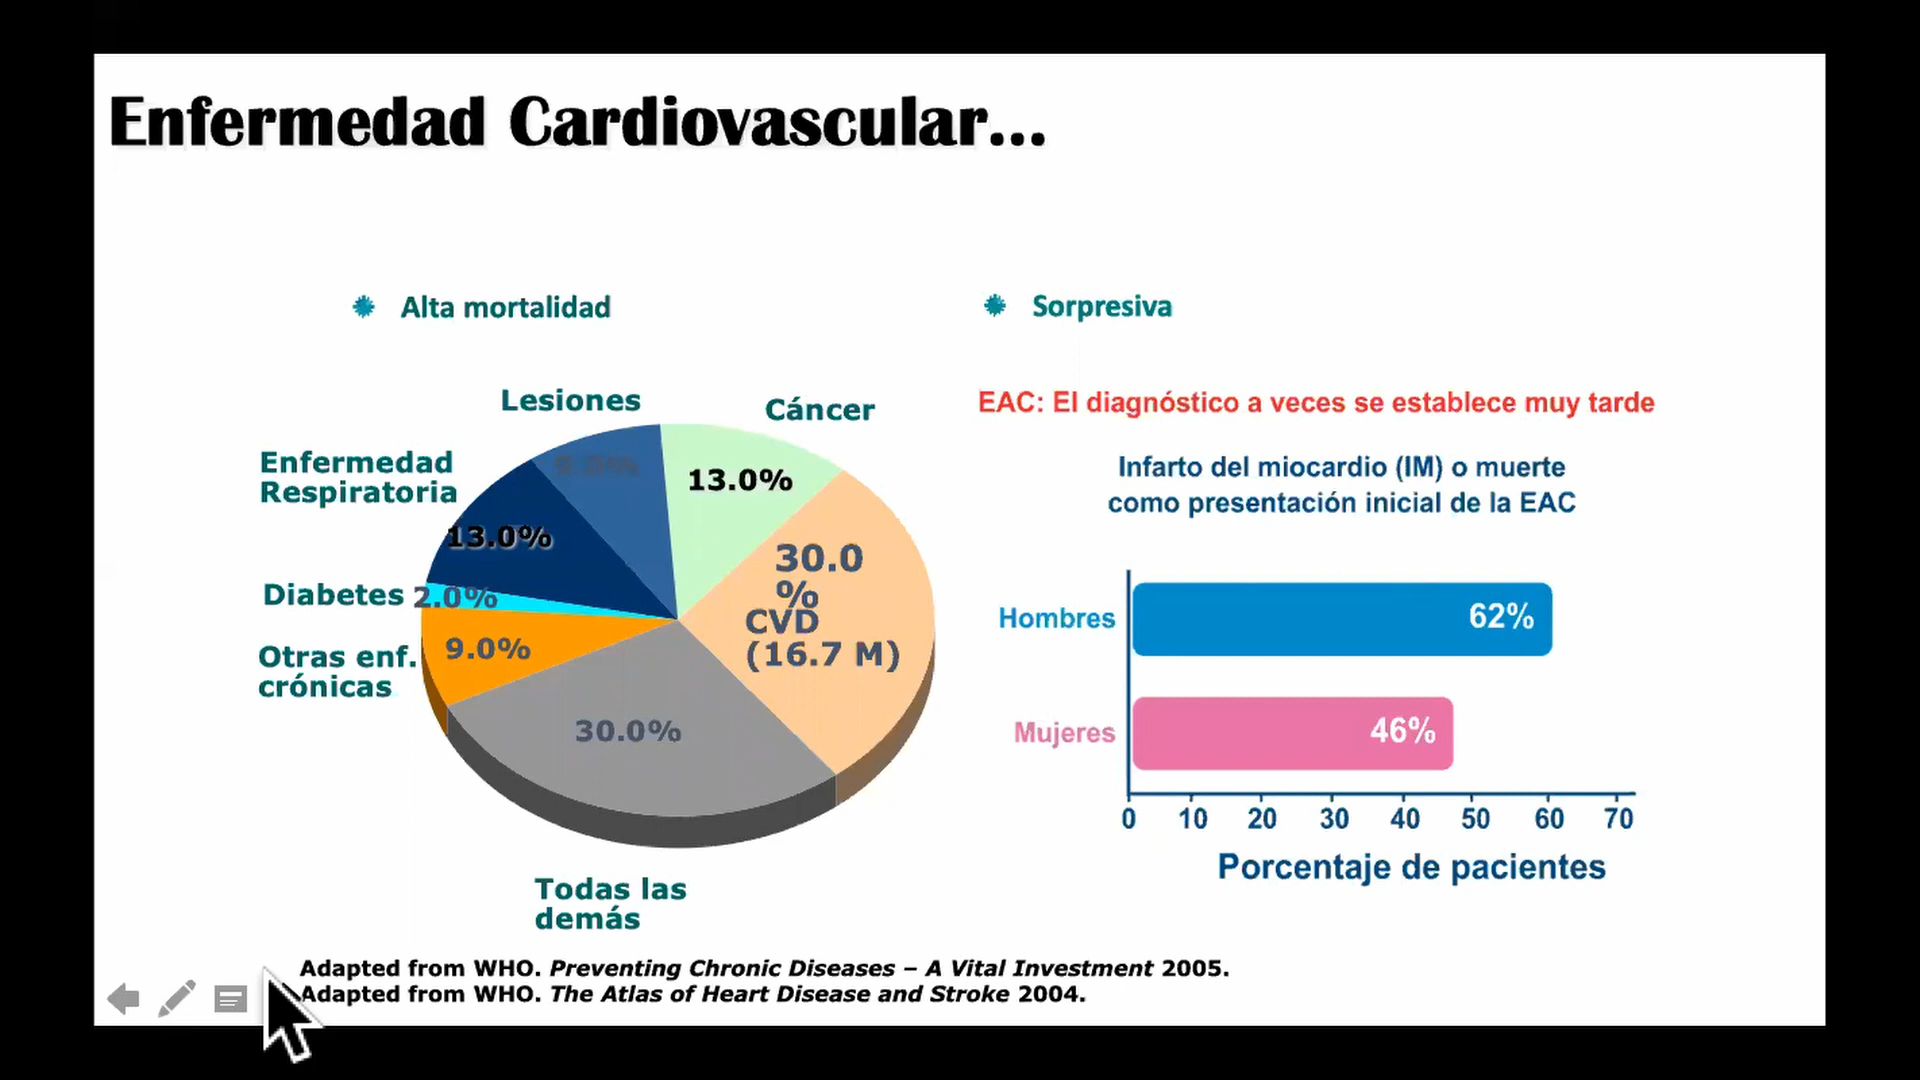 Enfermedad Cardiovascular...
Alta mortalidad
Lesiones
Cáncer
Enfermedad
Respiratoria
13.0%
13.0%
30.0
%
CVD
(16.7 M)
Diabetes
2.0%
Otras enf.
crónicas
9.0%
30.0%
Todas las
demás
Sorpresiva
EAC: El diagnóstico a veces se establece muy tarde
Infarto del miocardio (IM) o muerte
como presentación inicial de la EAC
Hombres
62%
Mujeres
46%
0 10 20 30 40 50 60 70
Porcentaje de pacientes
Adapted from WHO. Preventing Chronic Diseases – A Vital Investment 2005.
Adapted from WHO. The Atlas of Heart Disease and Stroke 2004.